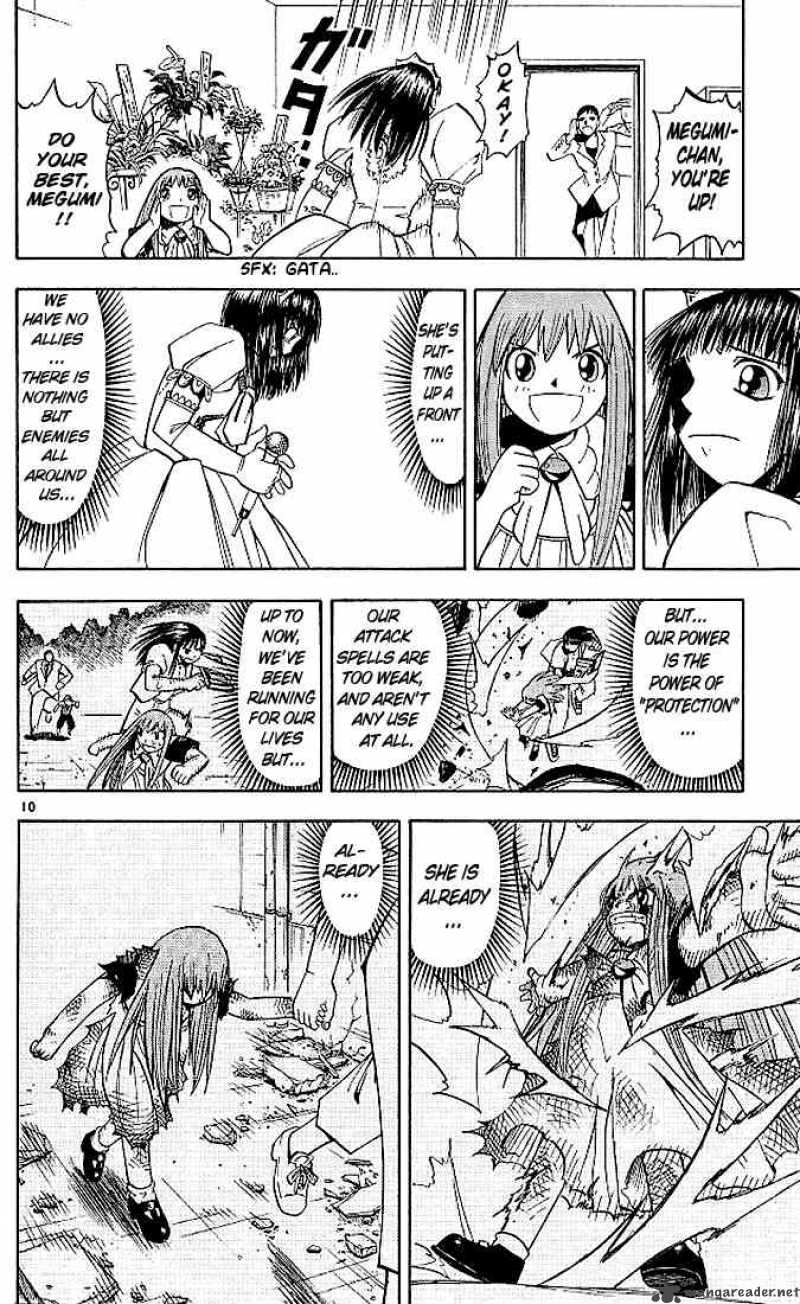 MEGUMI-
CHAN,
YOU'RE
UP!
OKAY!
ガタ..
DO
YOUR
BEST,
MEGUMI
!!
SFX: GATA..
SHE'S
PUT-
TING
UP A
FRONT
...
WE
HAVE NO
ALLIES
...
THERE IS
NOTHING
BUT
ENEMIES
ALL
AROUND
US...
BUT...
OUR POWER
IS THE
POWER OF
"PROTECTION"
...
OUR
ATTACK
SPELLS ARE
TOO WEAK,
AND AREN'T
ANY USE
AT ALL.
UP TO
NOW,
WE'VE
BEEN
RUNNING
FOR OUR
LIVES
BUT...
10
SHE IS
ALREADY
...
AL-
READY
...
mangareader.net